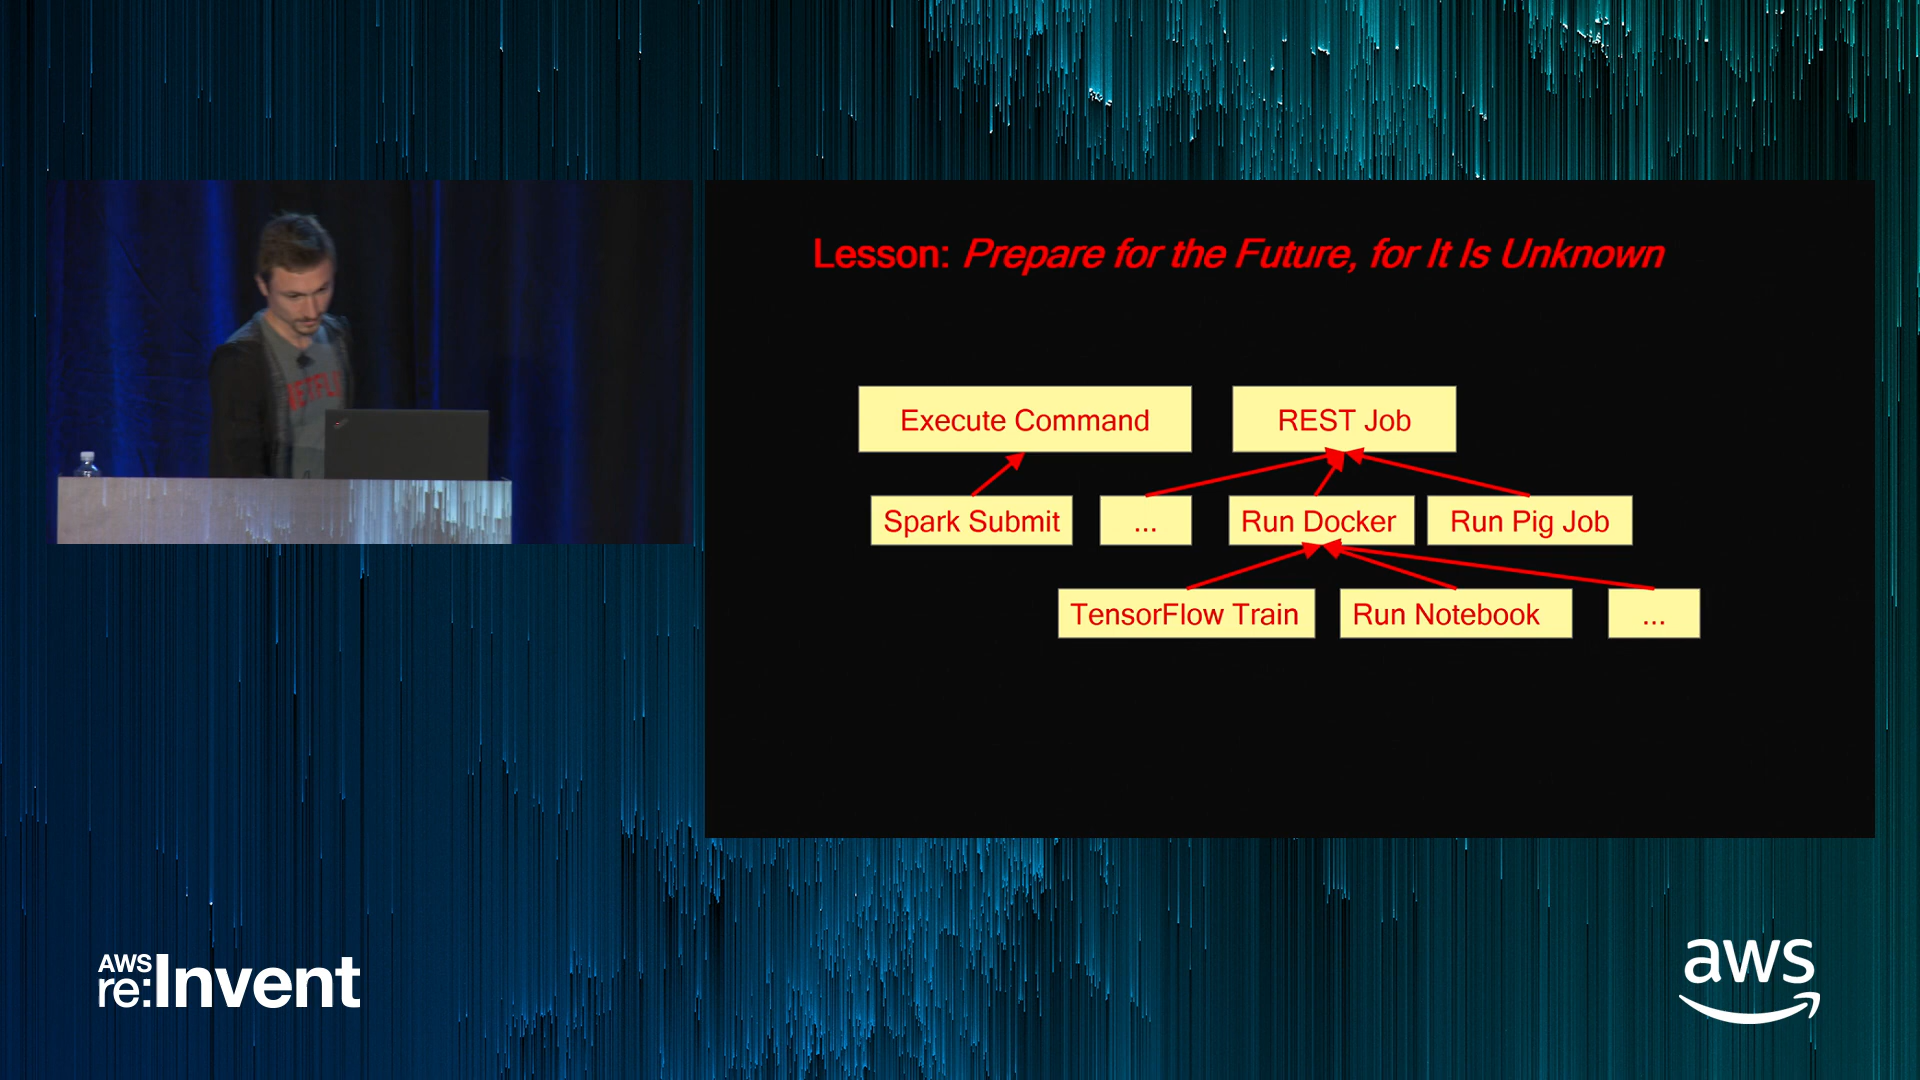 Lesson: Prepare for the Future, for It Is Unknown
Execute Command
REST Job
Spark Submit
...
Run Docker
Run Pig Job
TensorFlow Train
Run Notebook
...
NETFLIX
AWS
re:Invent
aws